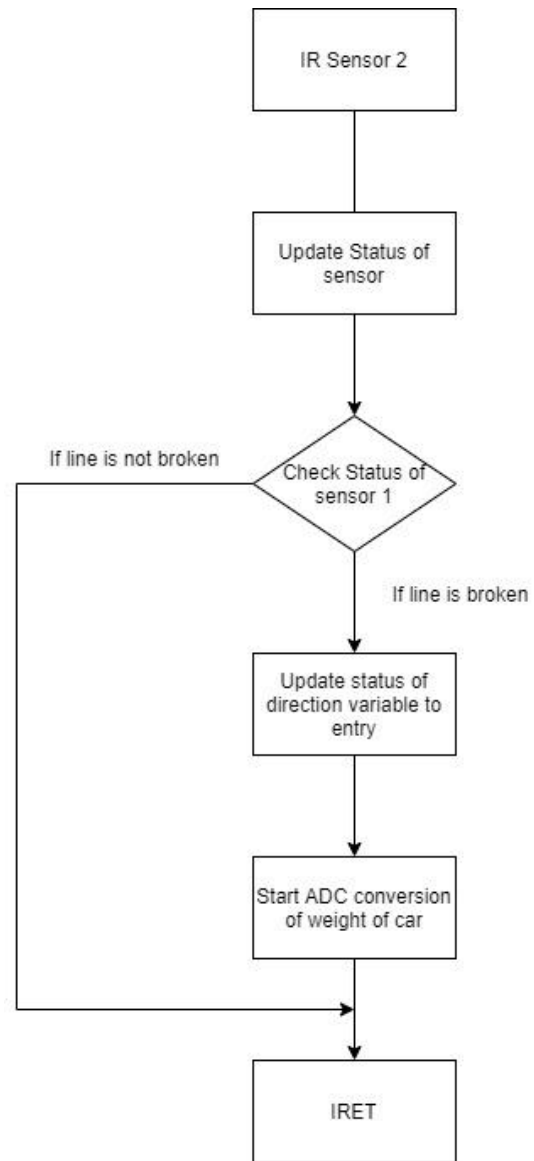 IR Sensor 2
Update Status of
sensor
If line is not broken
Check Status of
sensor 1
If line is broken
Update status of
direction variable to
entry
Start ADC conversion
of weight of car
IRET